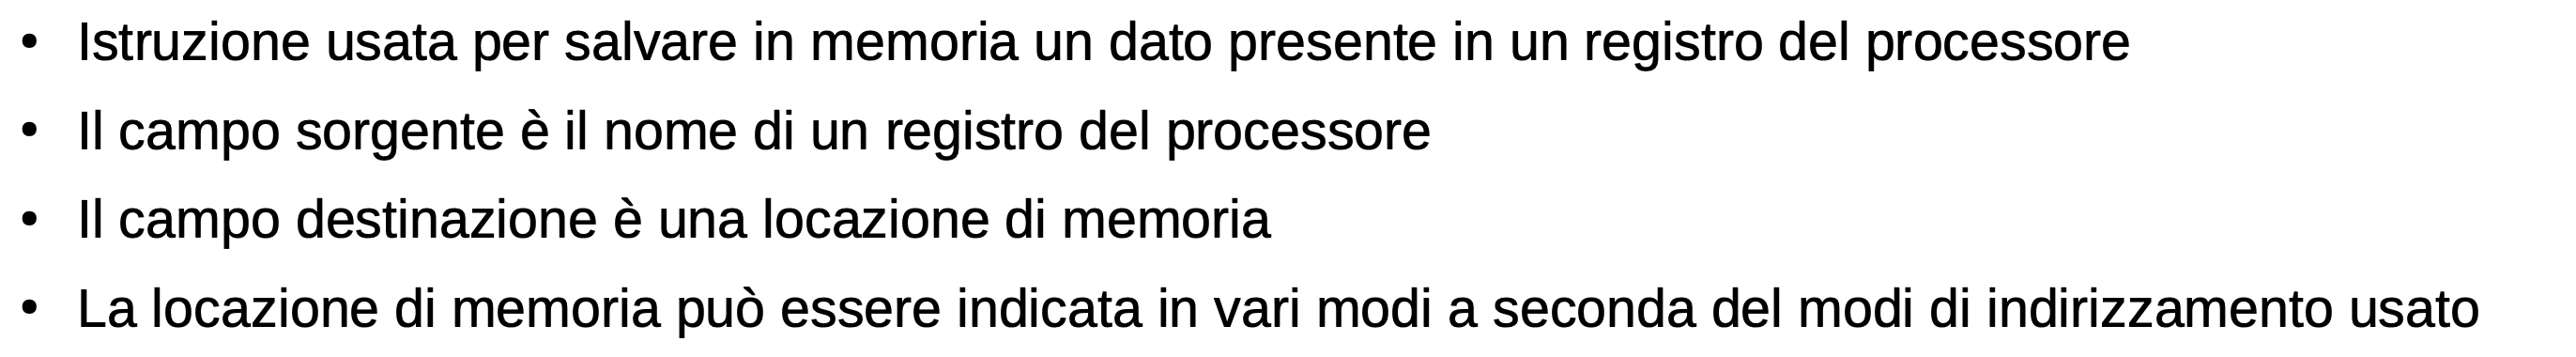 • Istruzione usata per salvare in memoria un dato presente in un registro del processore
• Il campo sorgente è il nome di un registro del processore
• Il campo destinazione è una locazione di memoria
• La locazione di memoria può essere indicata in vari modi a seconda del modi di indirizzamento usato